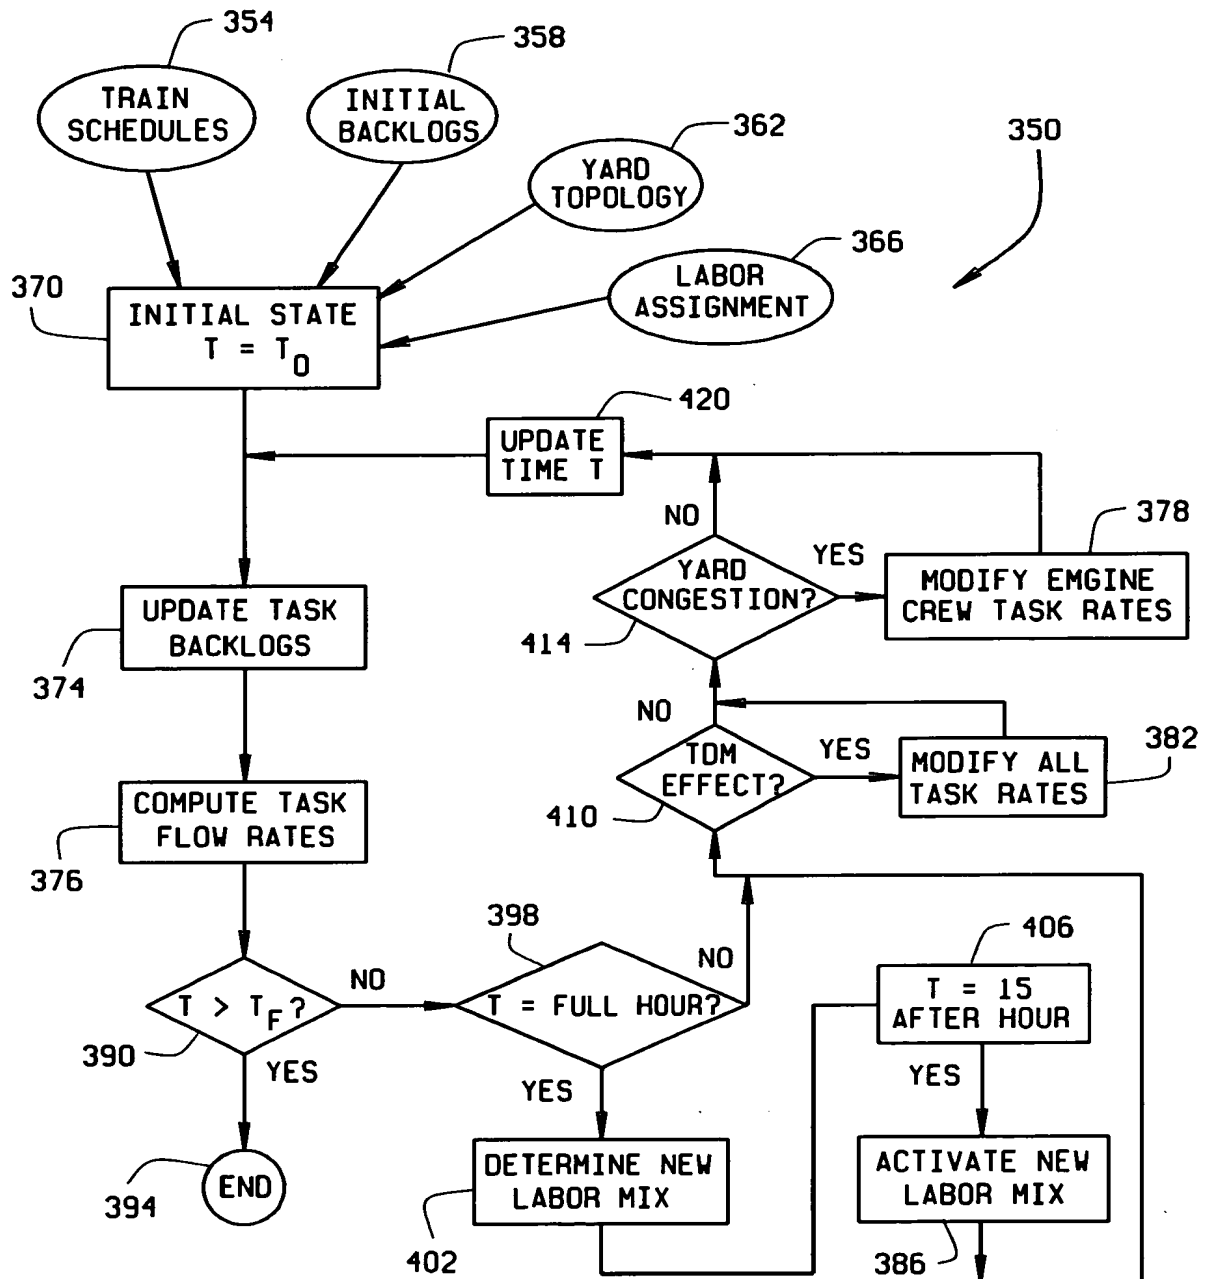 354
358
TRAIN
SCHEDULES
INITIAL
BACKLOGS
362
350
YARD
TOPOLOGY
366
LABOR
ASSIGNMENT
370
INITIAL STATE
T = T0
420
UPDATE
TIME T
NO
378
YARD
CONGESTION?
YES
MODIFY EMGINE
CREW TASK RATES
UPDATE TASK
BACKLOGS
414
374
NO
382
TDM
EFFECT?
YES
MODIFY ALL
TASK RATES
COMPUTE TASK
FLOW RATES
410
376
398
406
NO
NO
T > TF?
T = FULL HOUR?
T = 15
AFTER HOUR
390
YES
YES
YES
DETERMINE NEW
LABOR MIX
ACTIVATE NEW
LABOR MIX
END
394
402
386